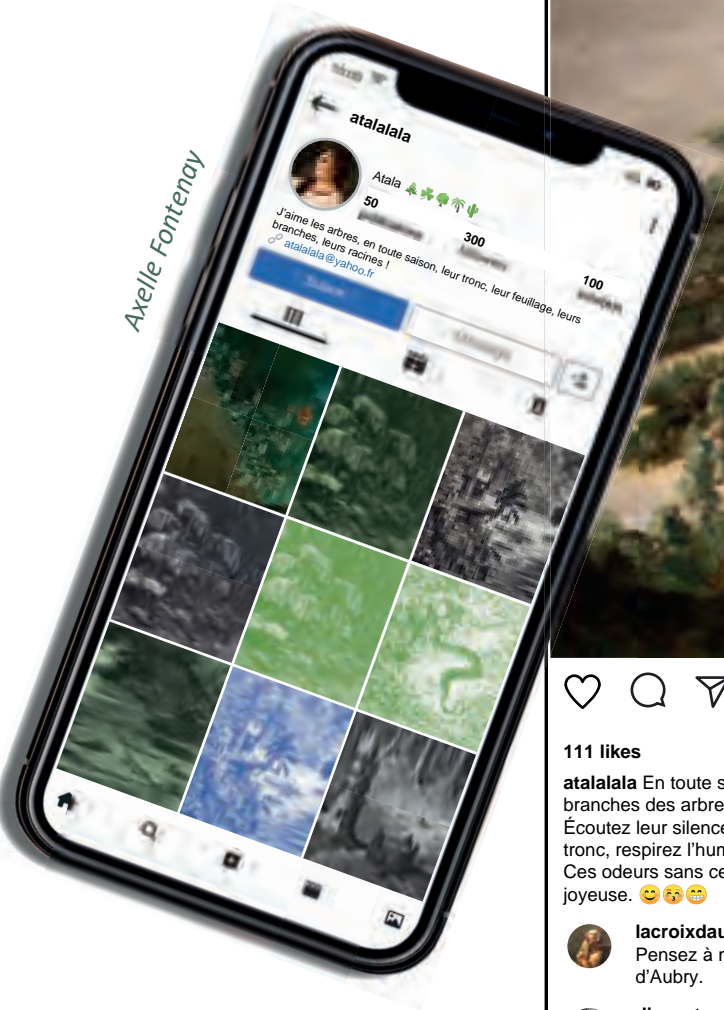 Axelle Fontenay
atalalala
Atala
50
300
100
J'aime les arbres, en toute saison, leur tronc, leur feuillage, leurs
branches, leurs racines !
atalalala@yahoo.fr
111 likes
atalalala En toute s
branches des arbre
Écoutez leur silence
tronc, respirez l'hum
Ces odeurs sans ce
joyeuse. 😊😚😁
lacroixdau
Pensez à r
d'Aubry.